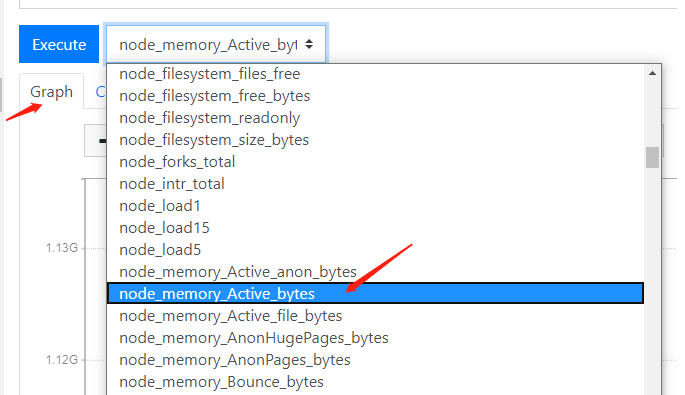 Execute
node_memory_Active_byt
Graph
C
node_filesystem_files_free
node_filesystem_free_bytes
node_filesystem_readonly
node_filesystem_size_bytes
node_forks_total
node_intr_total
node_load1
node_load15
node_load5
1.13G
node_memory_Active_anon_bytes
node_memory_Active_bytes
node_memory_Active_file_bytes
node_memory_AnonHugePages_bytes
1.12G
node_memory_AnonPages_bytes
node_memory_Bounce_bytes